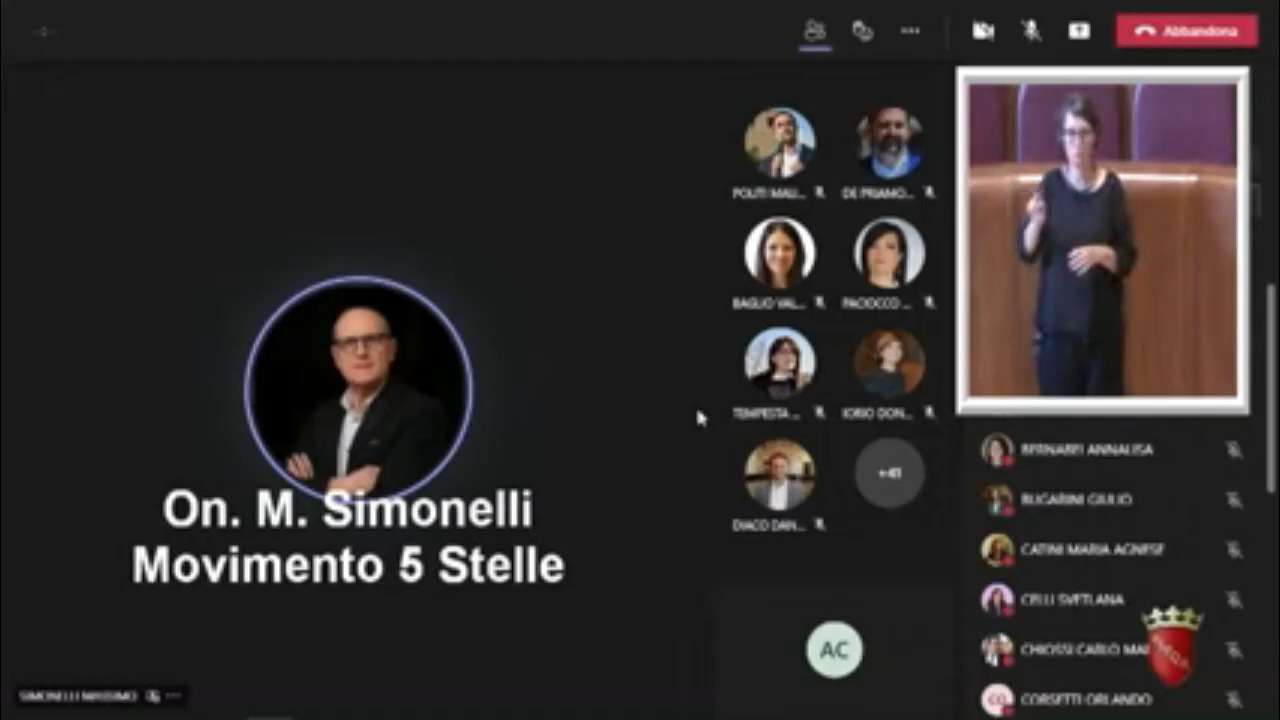 Abbandona
POLITI MAU...
DE PRIAMO...
BAGLIO VAL...
PACIOCCO ...
TEMPESTA ...
IORIO DON...
DIACO DAN...
+41
On. M. Simonelli
Movimento 5 Stelle
AC
BERNABEI ANNALISA
BUGARINI GIULIO
CATINI MARIA AGNESE
CELLI SVETLANA
CHIOSSI CARLO MA
CO CORSETTI ORLANDO
SIMONELLI MASSIMO